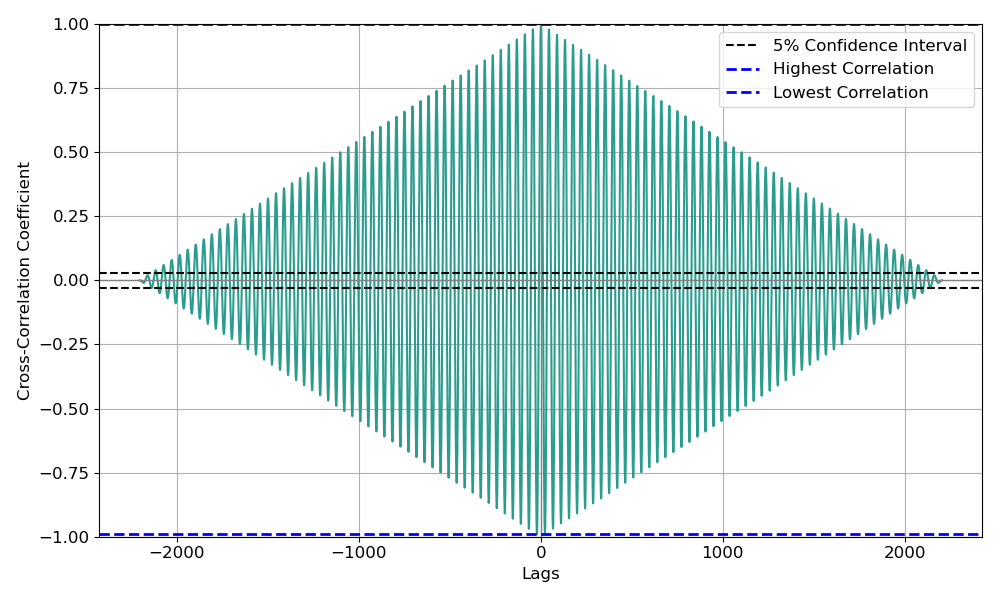 1.00
0.75
0.50
0.25
0.00
−0.25
−0.50
−0.75
−1.00
Cross-Correlation Coefficient
5% Confidence Interval
Highest Correlation
Lowest Correlation
−2000 −1000 0 1000 2000
Lags